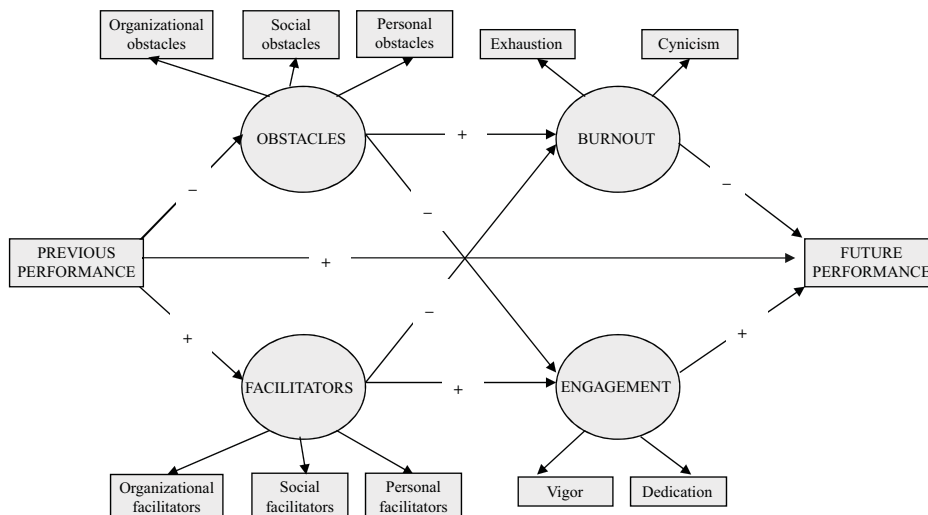 Organizational
obstacles
Social
obstacles
Personal
obstacles
Exhaustion
Cynicism
OBSTACLES
+
BURNOUT
−
−
−
PREVIOUS
PERFORMANCE
+
FUTURE
PERFORMANCE
+
−
+
FACILITATORS
+
ENGAGEMENT
Organizational
facilitators
Social
facilitators
Personal
facilitators
Vigor
Dedication